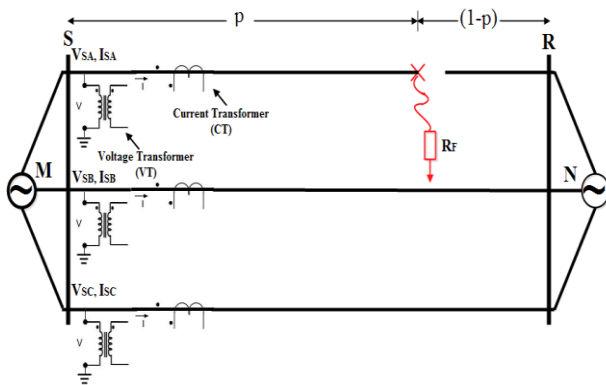 p
(1-p)
S
R
VSA, ISA
I
V
Current Transformer
(CT)
RF
Voltage Transformer
(VT)
M
N
VSB, ISB
I
V
VSC, ISC
I
V